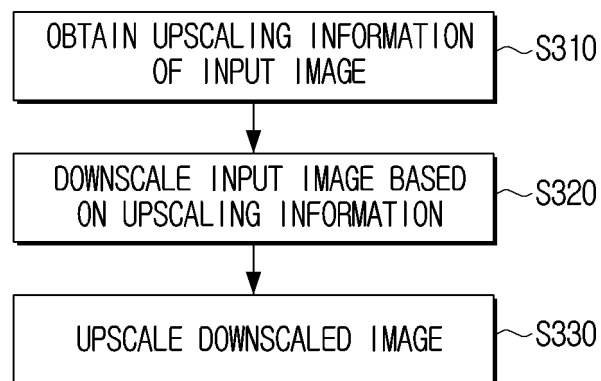 OBTAIN UPSCALING INFORMATION
OF INPUT IMAGE
S310
DOWNSCALE INPUT IMAGE BASED
ON UPSCALING INFORMATION
S320
UPSCALE DOWNSCALED IMAGE
S330